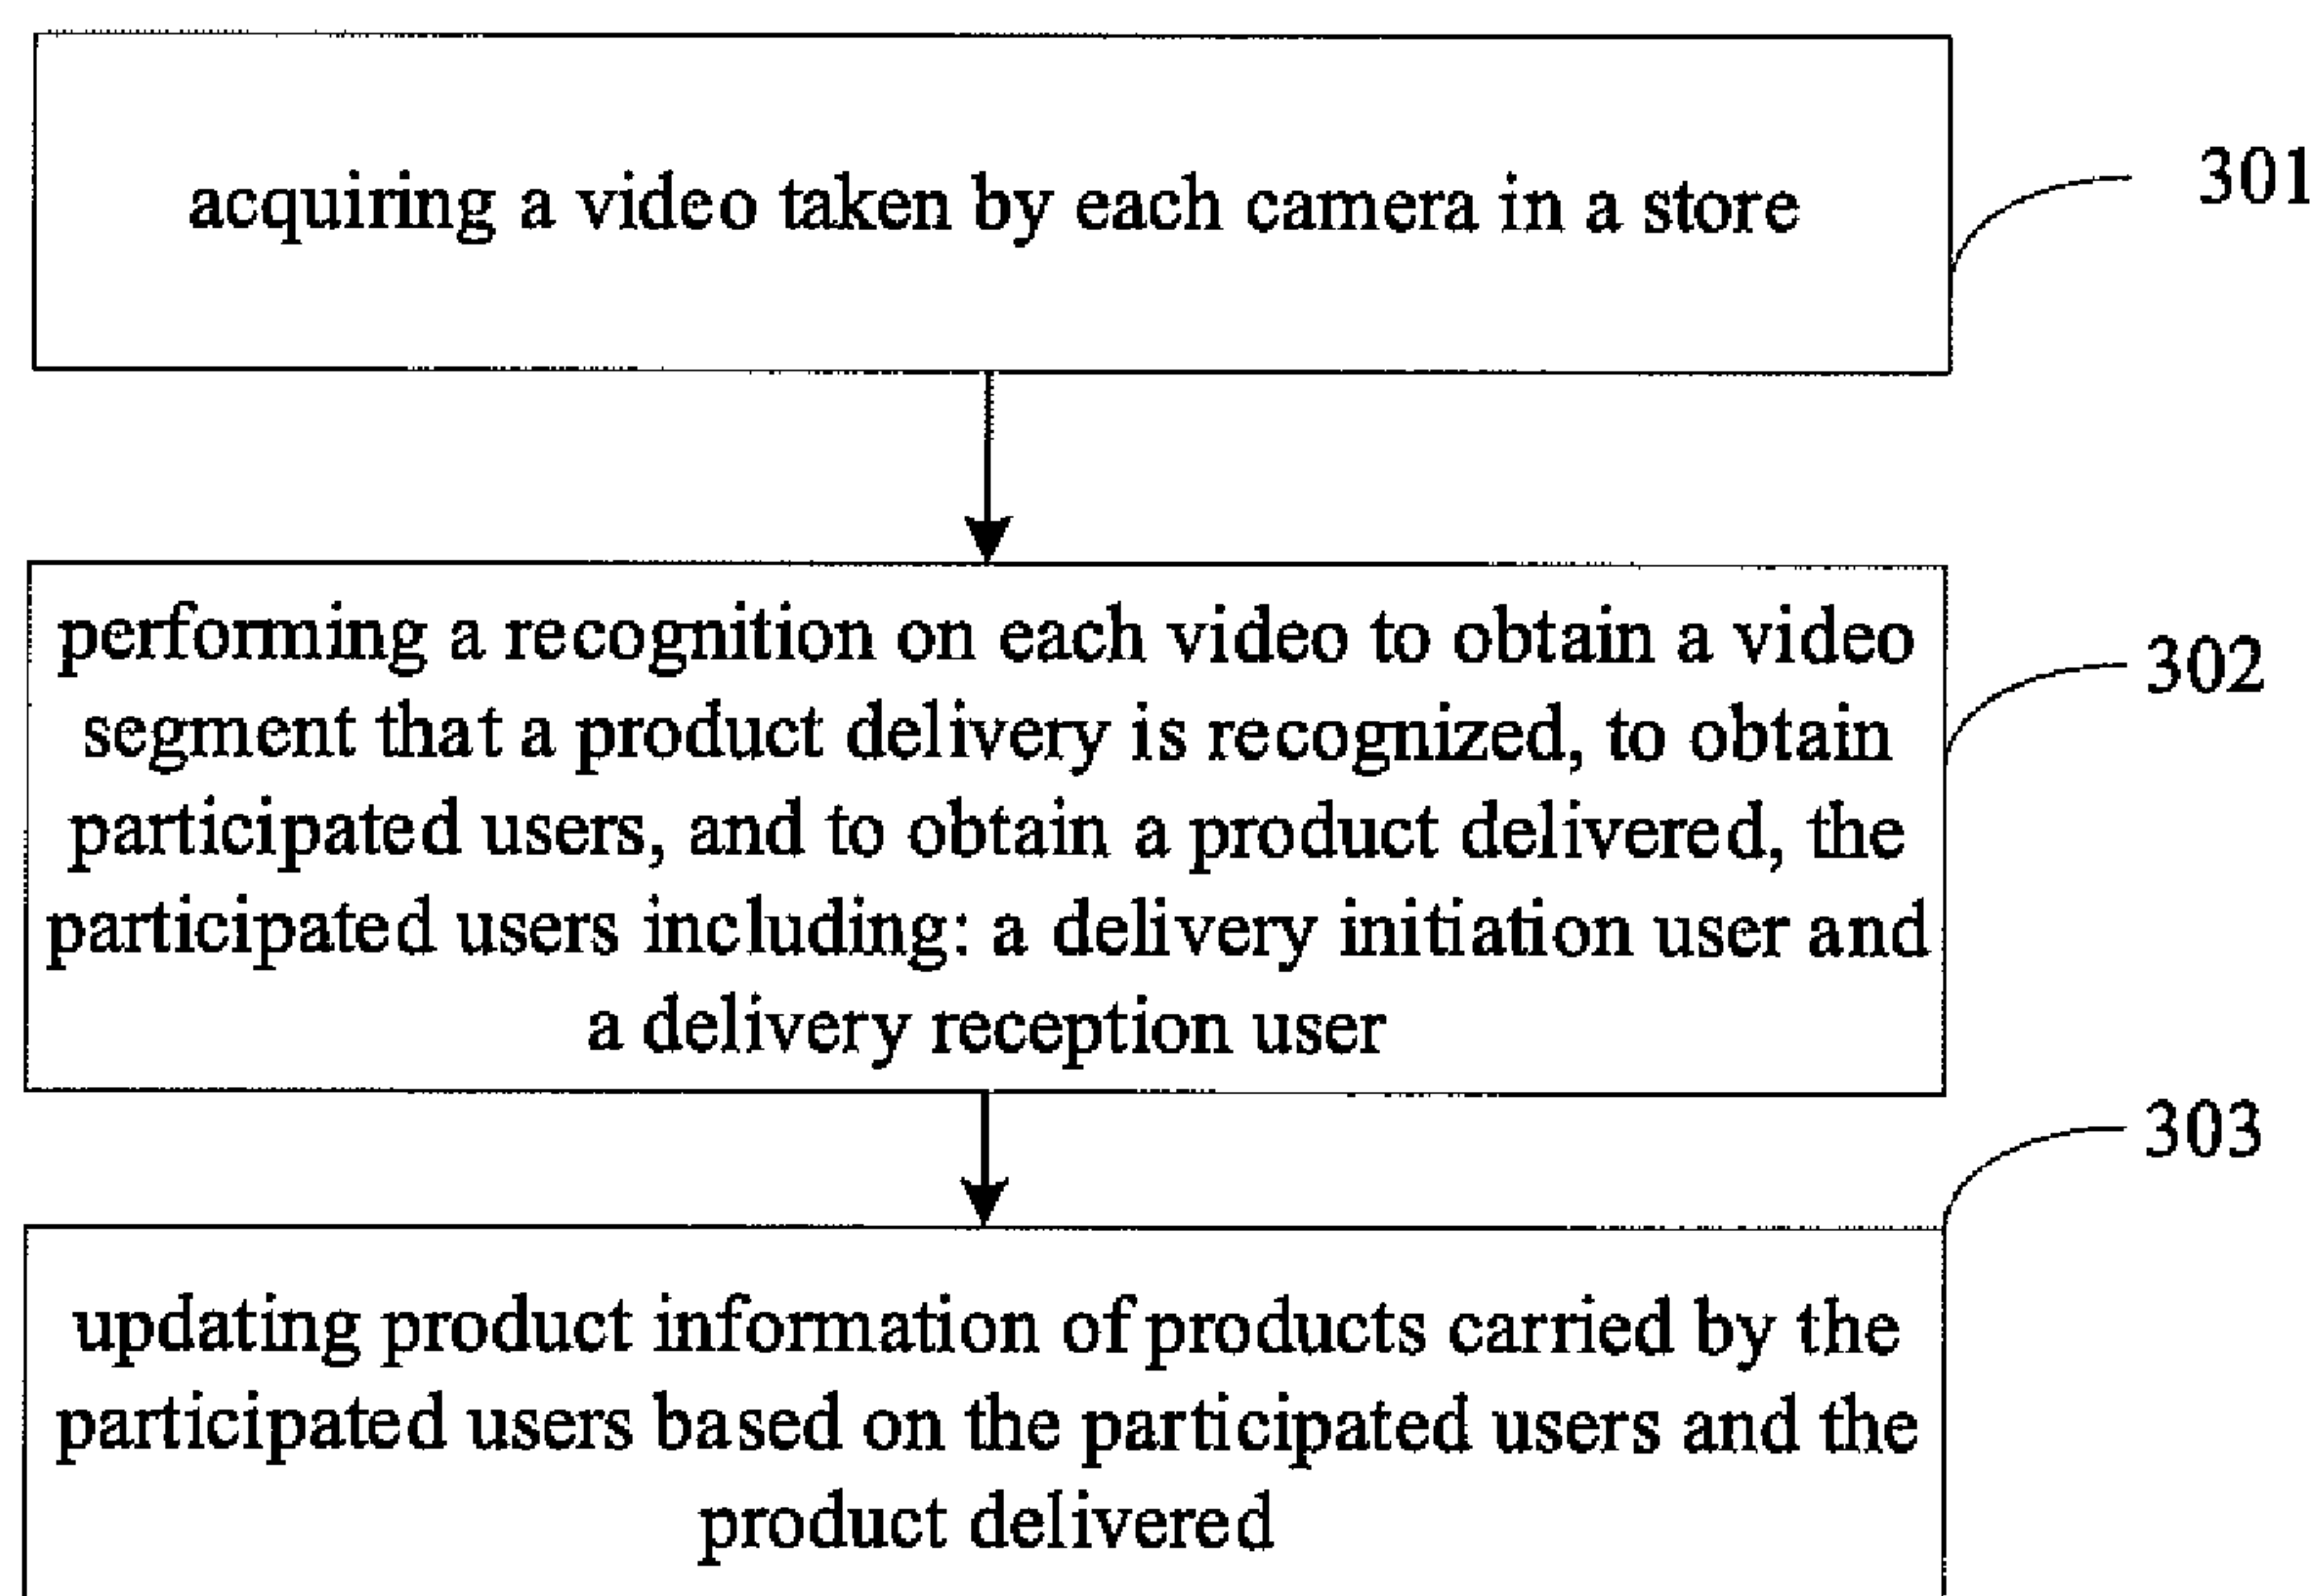 acquiring a video taken by each camera in a store
301
performing a recognition on each video to obtain a video
segment that a product delivery is recognized, to obtain
participated users, and to obtain a product delivered, the
participated users including: a delivery initiation user and
a delivery reception user
302
303
updating product information of products carried by the
participated users based on the participated users and the
product delivered